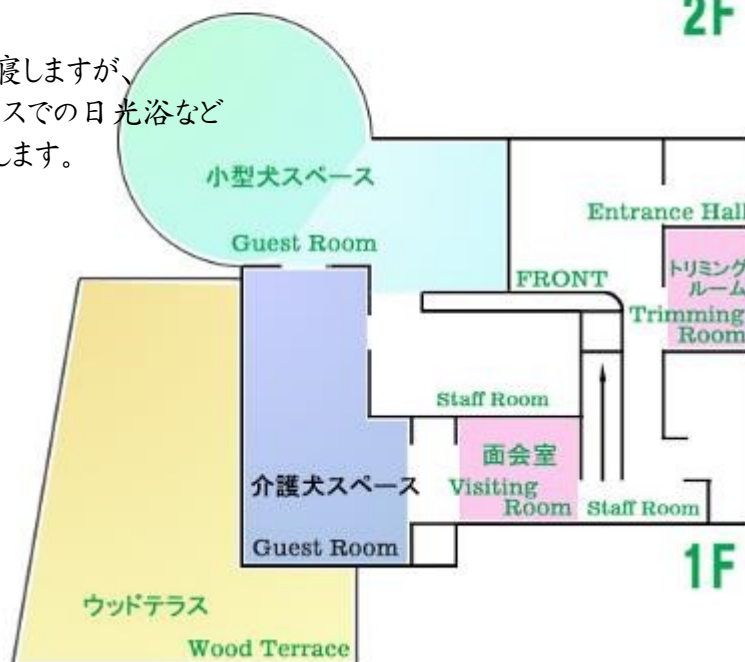 2F
寝しますが、
スでの日光浴など
します。
小型犬スペース
Guest Room
Entrance Hall
トリミング
ルーム
Trimming
Room
FRONT
Staff Room
面会室
Visiting
Room
Staff Room
介護犬スペース
Guest Room
1F
ウッドテラス
Wood Terrace